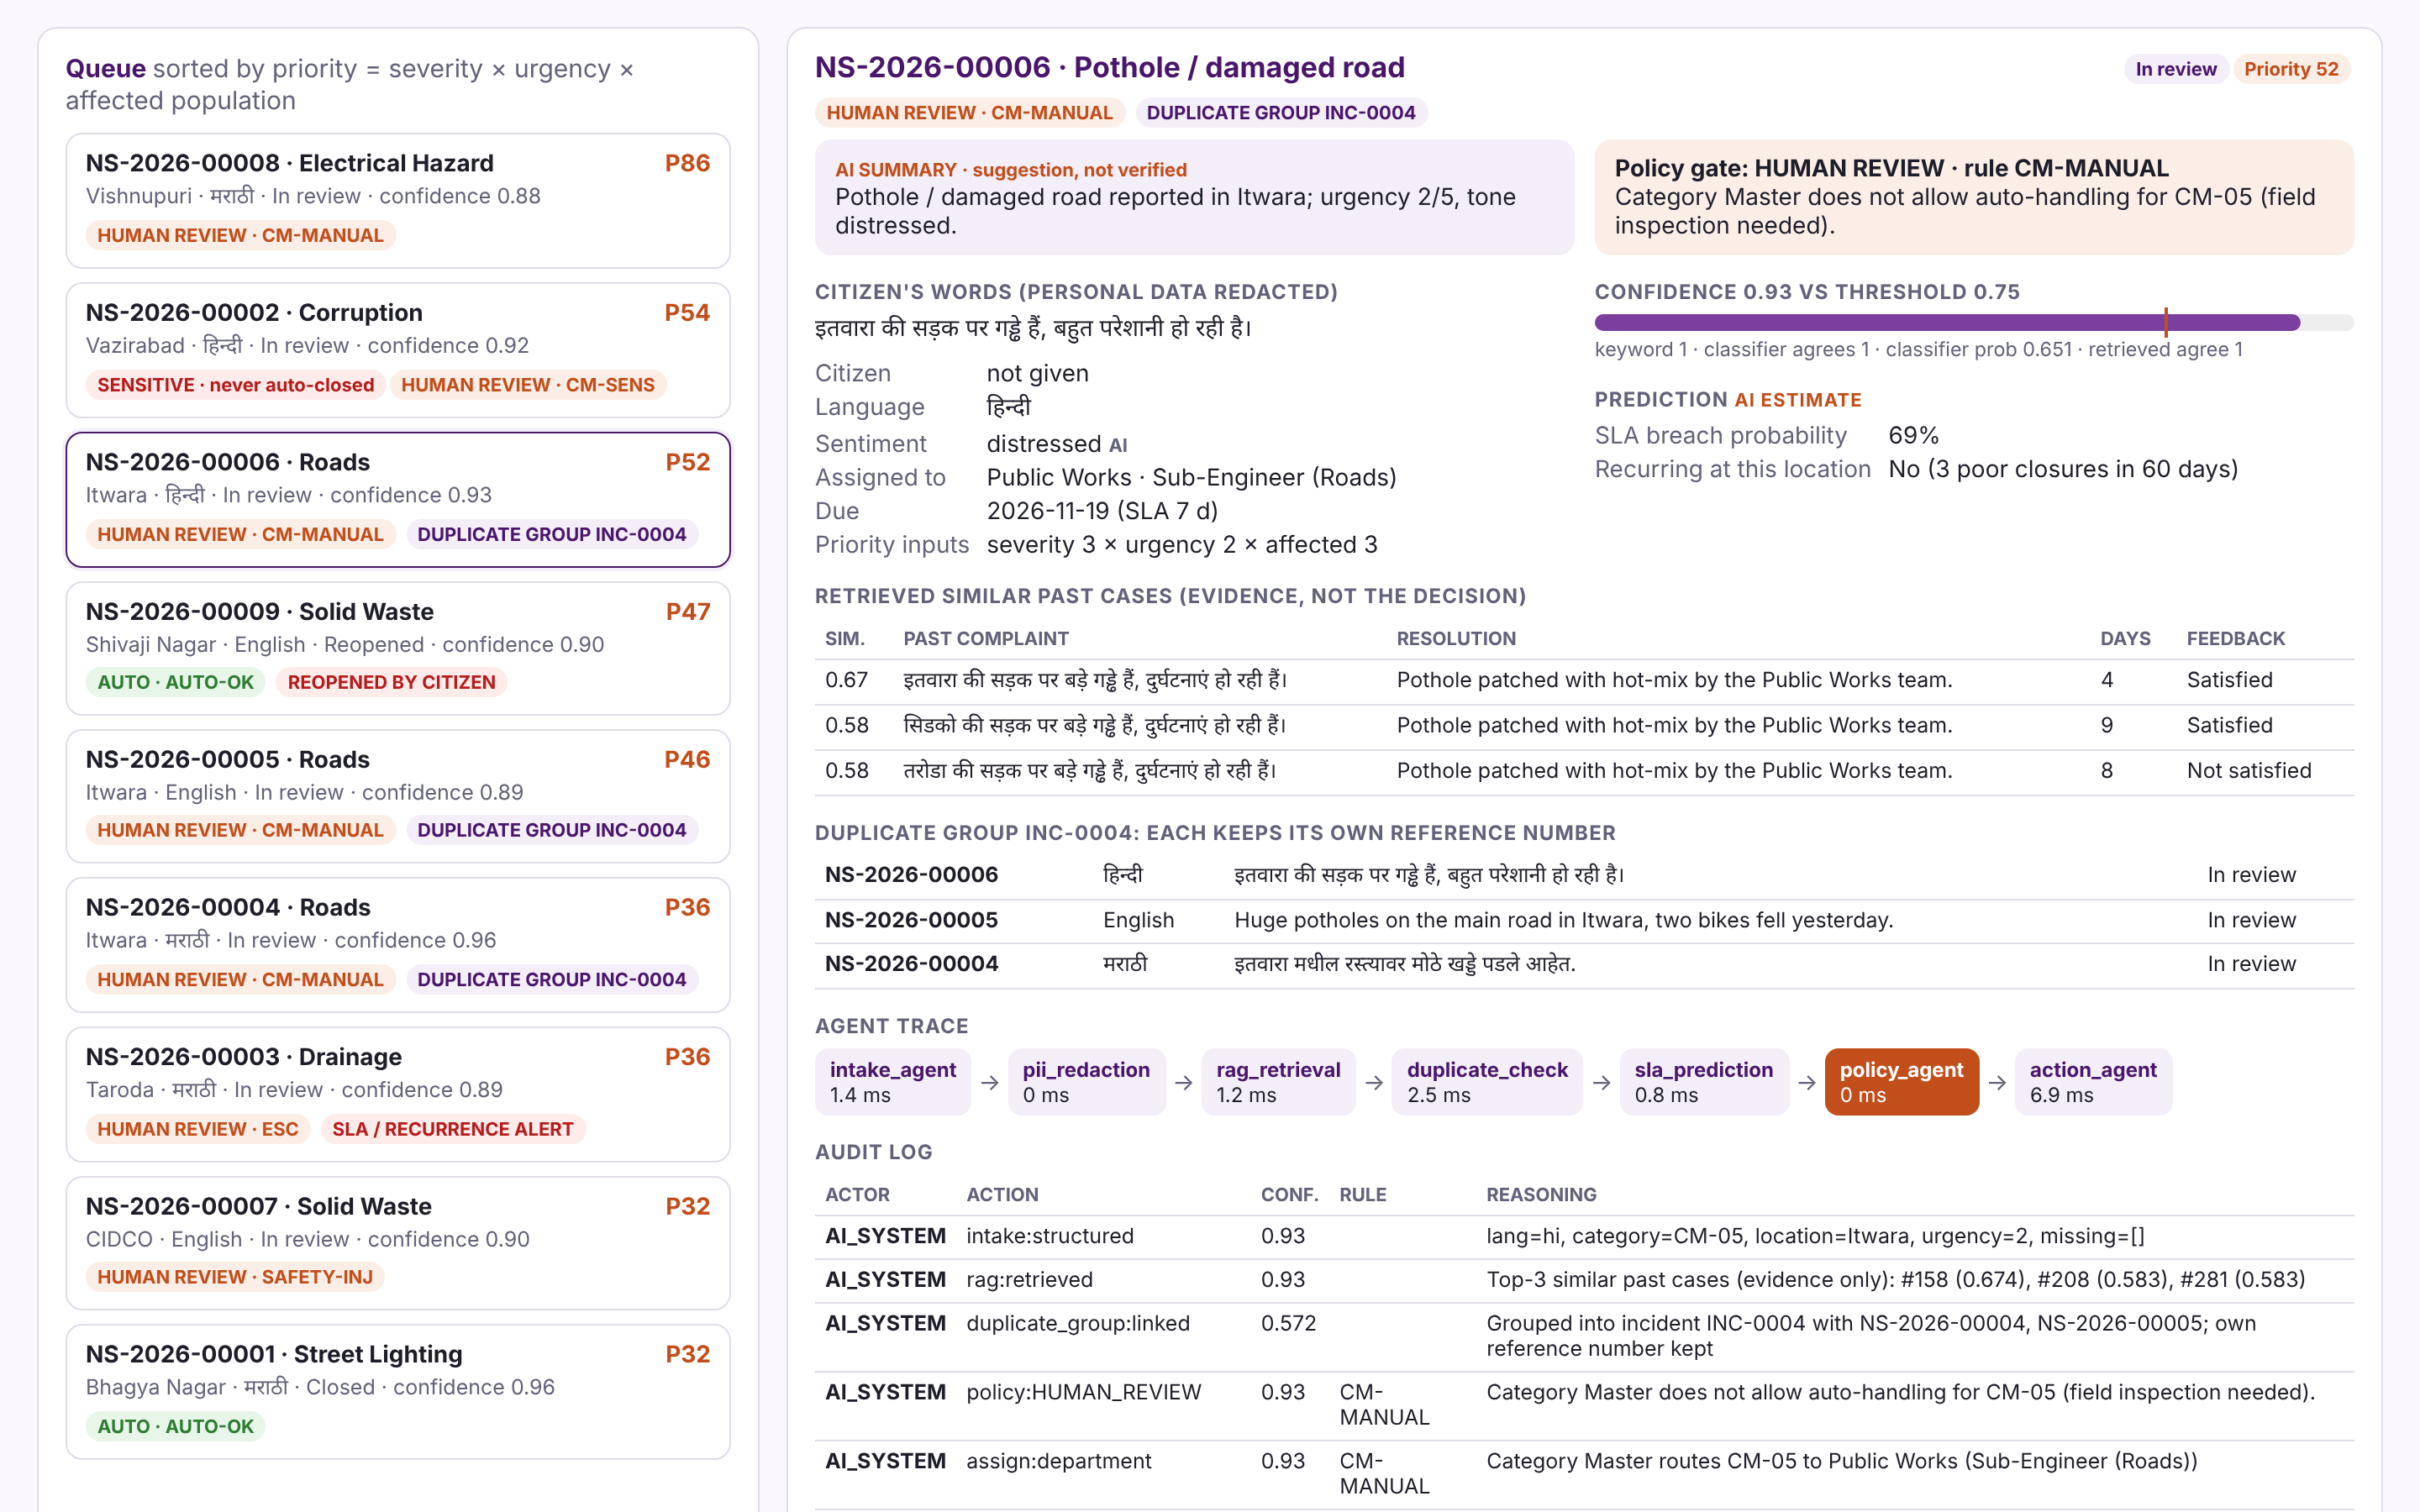 Queue sorted by priority = severity × urgency ×
affected population
NS-2026-00008 · Electrical Hazard P86
Vishnupuri · मराठी · In review · confidence 0.88
HUMAN REVIEW · CM-MANUAL
NS-2026-00002 · Corruption P54
Vazirabad · हिन्दी · In review · confidence 0.92
SENSITIVE · never auto-closed HUMAN REVIEW · CM-SENS
NS-2026-00006 · Roads P52
Itwara · हिन्दी · In review · confidence 0.93
HUMAN REVIEW · CM-MANUAL DUPLICATE GROUP INC-0004
NS-2026-00009 · Solid Waste P47
Shivaji Nagar · English · Reopened · confidence 0.90
AUTO · AUTO-OK REOPENED BY CITIZEN
NS-2026-00005 · Roads P46
Itwara · English · In review · confidence 0.89
HUMAN REVIEW · CM-MANUAL DUPLICATE GROUP INC-0004
NS-2026-00004 · Roads P36
Itwara · मराठी · In review · confidence 0.96
HUMAN REVIEW · CM-MANUAL DUPLICATE GROUP INC-0004
NS-2026-00003 · Drainage P36
Taroda · मराठी · In review · confidence 0.89
HUMAN REVIEW · ESC SLA / RECURRENCE ALERT
NS-2026-00007 · Solid Waste P32
CIDCO · English · In review · confidence 0.90
HUMAN REVIEW · SAFETY-INJ
NS-2026-00001 · Street Lighting P32
Bhagya Nagar · मराठी · Closed · confidence 0.96
AUTO · AUTO-OK
NS-2026-00006 · Pothole / damaged road In review Priority 52
HUMAN REVIEW · CM-MANUAL DUPLICATE GROUP INC-0004
AI SUMMARY · suggestion, not verified
Pothole / damaged road reported in Itwara; urgency 2/5, tone
distressed.
Policy gate: HUMAN REVIEW · rule CM-MANUAL
Category Master does not allow auto-handling for CM-05 (field
inspection needed).
CITIZEN'S WORDS (PERSONAL DATA REDACTED)
इतवारा की सड़क पर गड्ढे हैं, बहुत परेशानी हो रही है।
Citizen not given
Language हिन्दी
Sentiment distressed AI
Assigned to Public Works · Sub-Engineer (Roads)
Due 2026-11-19 (SLA 7 d)
Priority inputs severity 3 × urgency 2 × affected 3
CONFIDENCE 0.93 VS THRESHOLD 0.75
keyword 1 · classifier agrees 1 · classifier prob 0.651 · retrieved agree 1
PREDICTION AI ESTIMATE
SLA breach probability 69%
Recurring at this location No (3 poor closures in 60 days)
RETRIEVED SIMILAR PAST CASES (EVIDENCE, NOT THE DECISION)
SIM. PAST COMPLAINT RESOLUTION DAYS FEEDBACK
0.67 इतवारा की सड़क पर बड़े गड्ढे हैं, दुर्घटनाएं हो रही हैं। Pothole patched with hot-mix by the Public Works team. 4 Satisfied
0.58 सिडको की सड़क पर बड़े गड्ढे हैं, दुर्घटनाएं हो रही हैं। Pothole patched with hot-mix by the Public Works team. 9 Satisfied
0.58 तरोडा की सड़क पर बड़े गड्ढे हैं, दुर्घटनाएं हो रही हैं। Pothole patched with hot-mix by the Public Works team. 8 Not satisfied
DUPLICATE GROUP INC-0004: EACH KEEPS ITS OWN REFERENCE NUMBER
NS-2026-00006 हिन्दी इतवारा की सड़क पर गड्ढे हैं, बहुत परेशानी हो रही है। In review
NS-2026-00005 English Huge potholes on the main road in Itwara, two bikes fell yesterday. In review
NS-2026-00004 मराठी इतवारा मधील रस्त्यावर मोठे खड्डे पडले आहेत. In review
AGENT TRACE
intake_agent → pii_redaction → rag_retrieval → duplicate_check → sla_prediction → policy_agent → action_agent
1.4 ms 0 ms 1.2 ms 2.5 ms 0.8 ms 0 ms 6.9 ms
AUDIT LOG
ACTOR ACTION CONF. RULE REASONING
AI_SYSTEM intake:structured 0.93 lang=hi, category=CM-05, location=Itwara, urgency=2, missing=[]
AI_SYSTEM rag:retrieved 0.93 Top-3 similar past cases (evidence only): #158 (0.674), #208 (0.583), #281 (0.583)
AI_SYSTEM duplicate_group:linked 0.572 Grouped into incident INC-0004 with NS-2026-00004, NS-2026-00005; own
reference number kept
AI_SYSTEM policy:HUMAN_REVIEW 0.93 CM- Category Master does not allow auto-handling for CM-05 (field inspection needed).
MANUAL
AI_SYSTEM assign:department 0.93 CM- Category Master routes CM-05 to Public Works (Sub-Engineer (Roads))
MANUAL